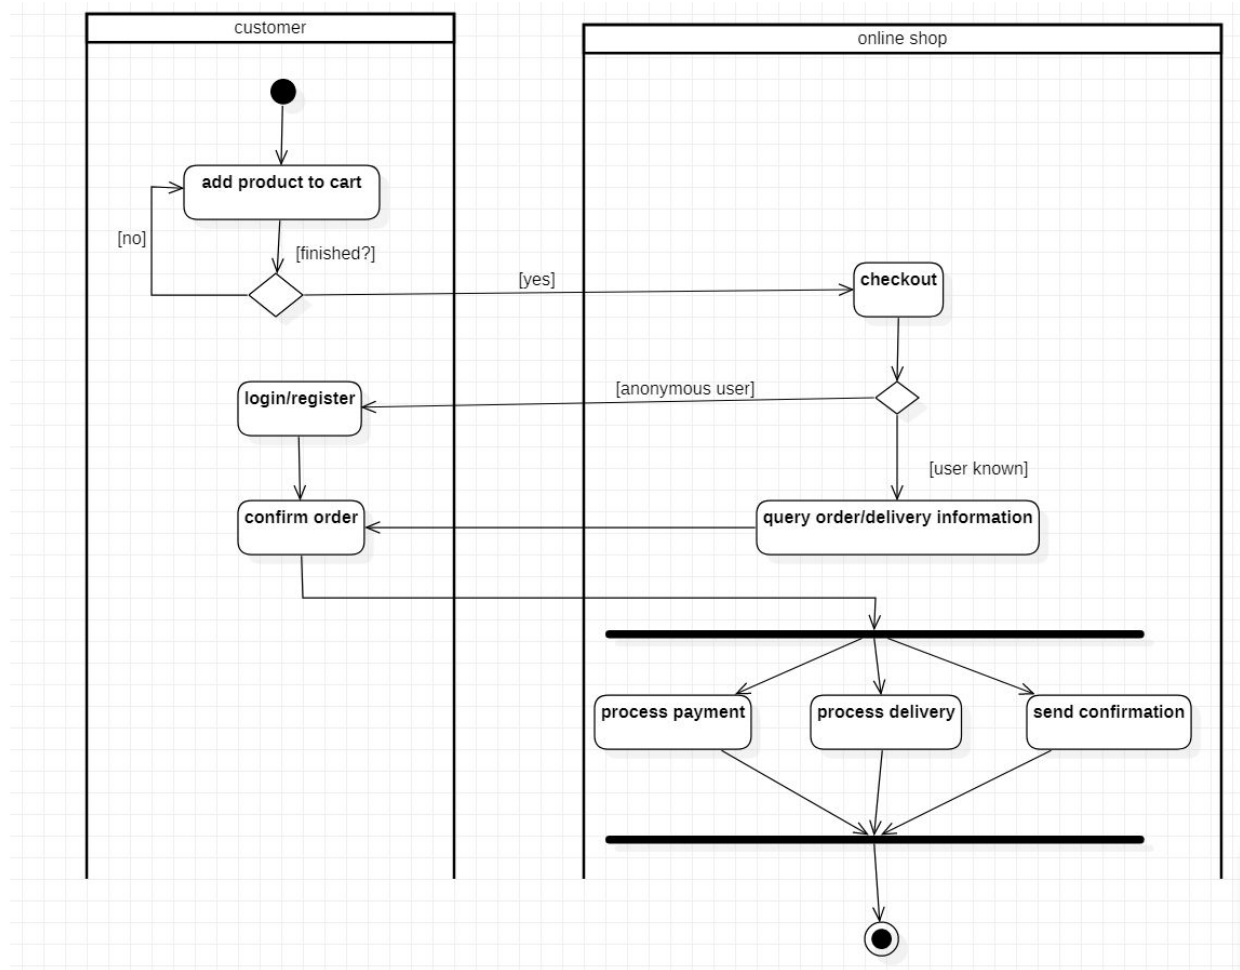 customer
online shop
add product to cart
[no]
[finished?]
[yes]
checkout
login/register
[anonymous user]
[user known]
confirm order
query order/delivery information
process payment
process delivery
send confirmation